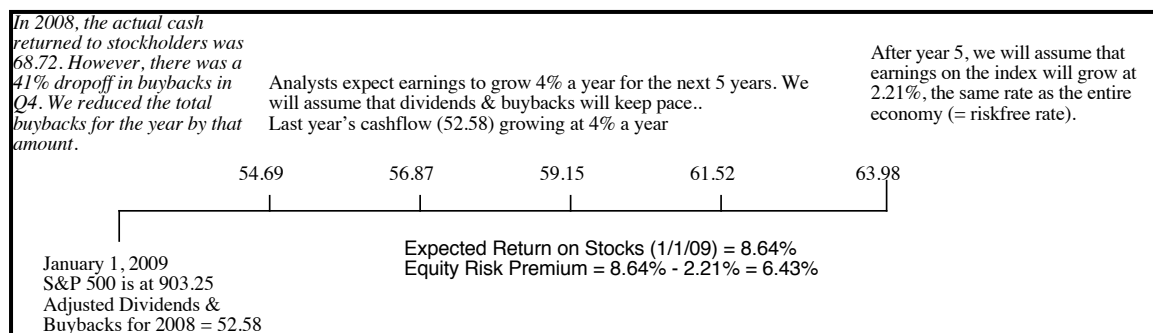 In 2008, the actual cash
returned to stockholders was
68.72. However, there was a
41% dropoff in buybacks in
Q4. We reduced the total
buybacks for the year by that
amount.
Analysts expect earnings to grow 4% a year for the next 5 years. We
will assume that dividends & buybacks will keep pace..
Last year's cashflow (52.58) growing at 4% a year
After year 5, we will assume that
earnings on the index will grow at
2.21%, the same rate as the entire
economy (= riskfree rate).
54.69 56.87 59.15 61.52 63.98
January 1, 2009
S&P 500 is at 903.25
Adjusted Dividends &
Buybacks for 2008 = 52.58
Expected Return on Stocks (1/1/09) = 8.64%
Equity Risk Premium = 8.64% - 2.21% = 6.43%